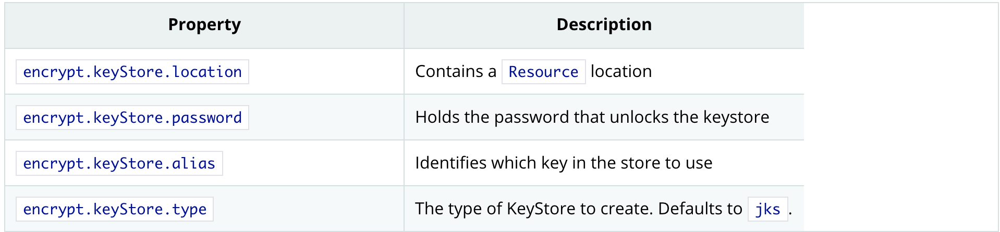 Property Description
encrypt.keyStore.location Contains a Resource location
encrypt.keyStore.password Holds the password that unlocks the keystore
encrypt.keyStore.alias Identifies which key in the store to use
encrypt.keyStore.type The type of KeyStore to create. Defaults to jks.